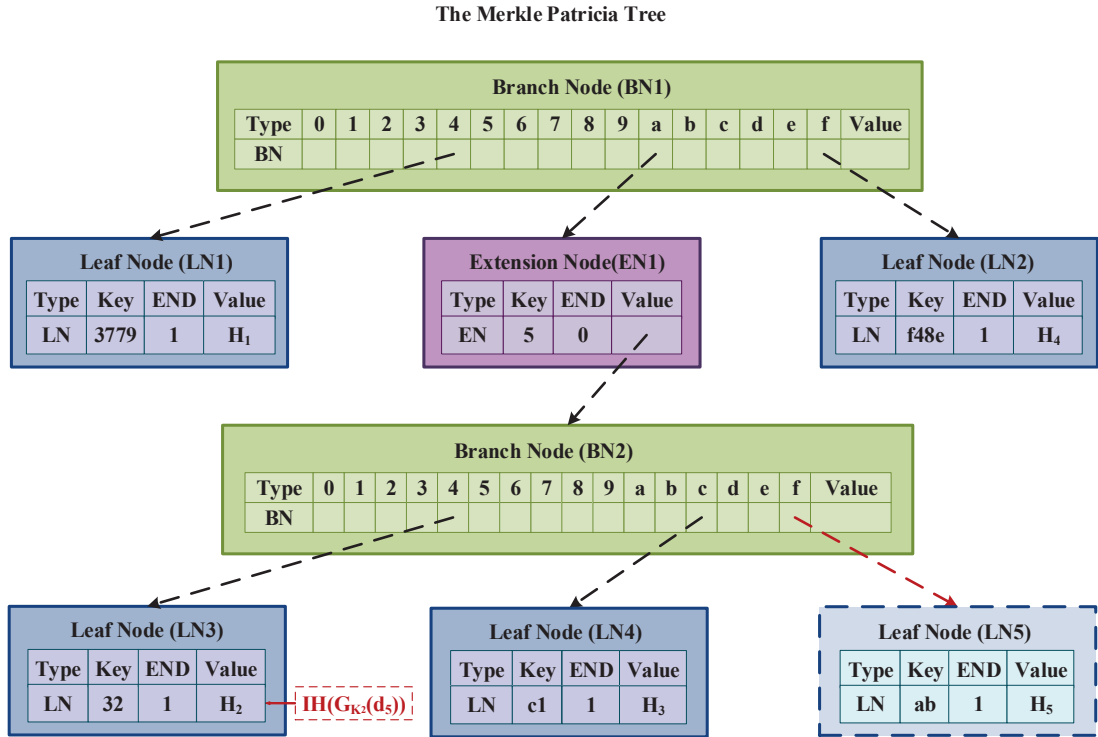 The Merkle Patricia Tree
Branch Node (BN1)
Type 0 1 2 3 4 5 6 7 8 9 a b c d e f Value
BN
Leaf Node (LN1)
Type Key END Value
LN 3779 1 H₁
Extension Node(EN1)
Type Key END Value
EN 5 0
Leaf Node (LN2)
Type Key END Value
LN f48e 1 H₄
Branch Node (BN2)
Type 0 1 2 3 4 5 6 7 8 9 a b c d e f Value
BN
Leaf Node (LN3)
Type Key END Value
LN 32 1 H₂
IH(G_K²(d₅))
Leaf Node (LN4)
Type Key END Value
LN c1 1 H₃
Leaf Node (LN5)
Type Key END Value
LN ab 1 H₅